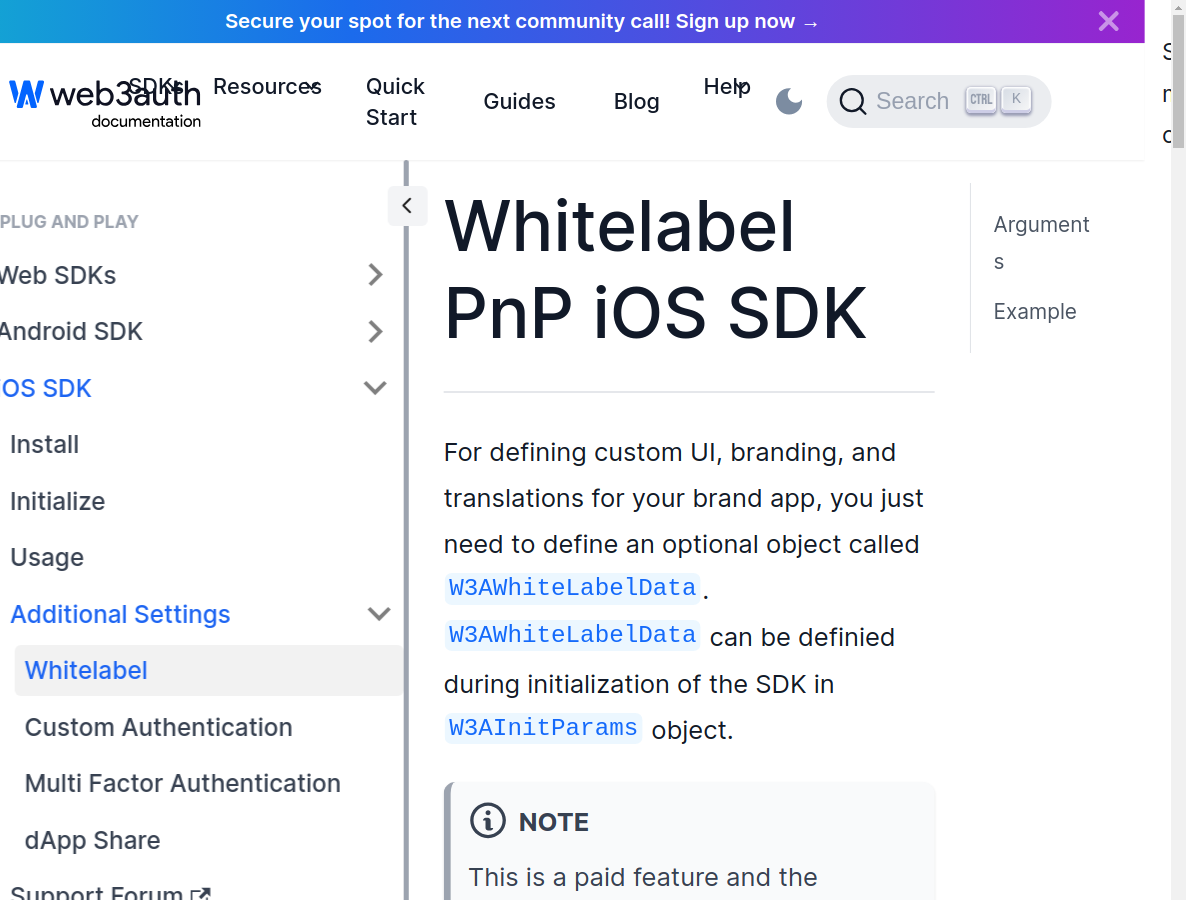 Secure your spot for the next community call! Sign up now →
web3auth
documentation
SDKs
Resources
Quick
Start
Guides
Blog
Help
Search
CTRL
K
PLUG AND PLAY
Web SDKs
Android SDK
iOS SDK
Install
Initialize
Usage
Additional Settings
Whitelabel
Custom Authentication
Multi Factor Authentication
dApp Share
Support Forum
Whitelabel
PnP iOS SDK
For defining custom UI, branding, and
translations for your brand app, you just
need to define an optional object called
W3AWhiteLabelData.
W3AWhiteLabelData can be definied
during initialization of the SDK in
W3AInitParams object.
NOTE
This is a paid feature and the
Argument
s
Example